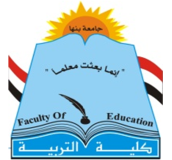 جامعة بنها
"إنما بعثت معلماً"
Faculty Of Education
كلية التربية